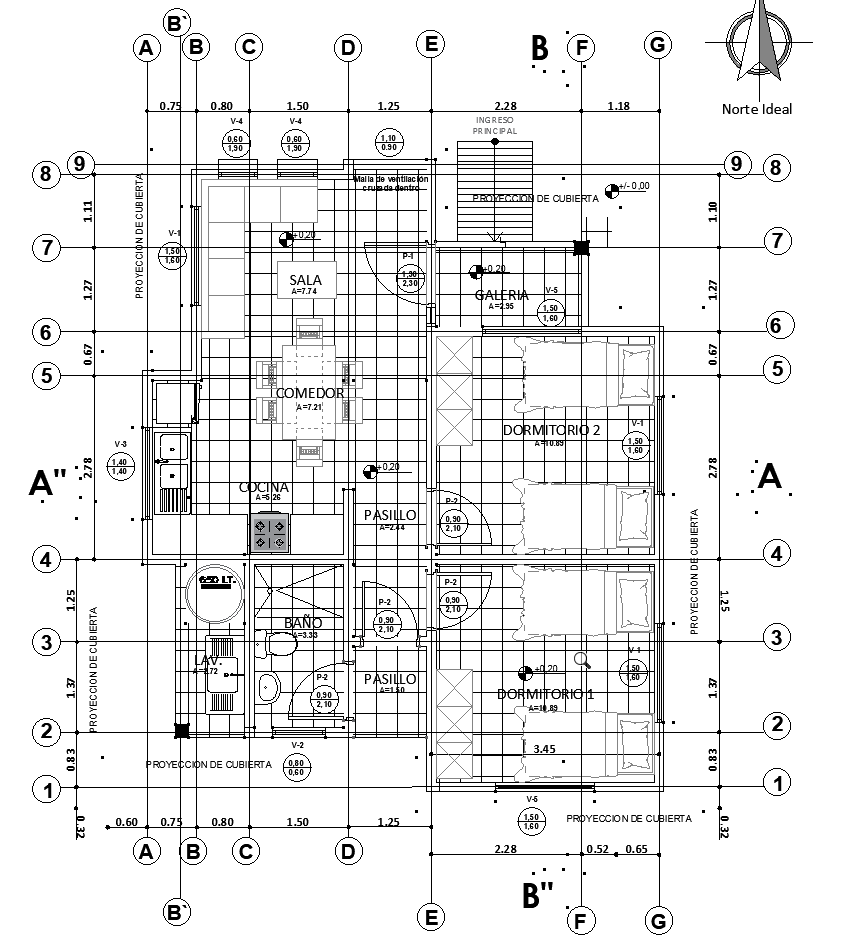 B`
A
B
C
D
E
B
F
G
Norte Ideal
0.75
0.80
1.50
1.25
2.28
1.18
V-4
0,60
1,90
V-4
0,60
1,90
1,10
0.90
INGRESO
PRINCIPAL
9
8
9
8
Malla de ventilación
cruzada dentro
PROYECCION DE CUBIERTA
+/- 0,00
PROYECCION DE CUBIERTA
1.11
1.10
V-1
1,50
1,60
+0,20
7
7
P-1
2,30
+0,20
SALA
A=7.74
1.27
GALERIA
A=2.95
V-5
1,50
1,60
1.27
6
6
0.67
0.67
5
5
COMEDOR
A=7.21
DORMITORIO 2
A=10.89
V-1
1,50
1,60
V-3
1,40
1,40
2.78
2.78
+0,20
A"
A
COCINA
PASILLO
A=2.44
P-2
0,90
2,10
PROYECCION DE CUBIERTA
4
4
650 LT.
1.25
1.25
P-2
0,90
2,10
P-2
0,90
2,10
BAÑO
A=3.33
3
3
PROYECCION DE CUBIERTA
LAV.
+0,20
V-1
1,50
1,60
1.37
1.37
P-2
0,90
2,10
PASILLO
A=1.50
DORMITORIO 1
A=10.89
2
2
0.83
0.83
V-2
0,80
0,60
PROYECCION DE CUBIERTA
3.45
1
1
V-5
1,50
1,60
PROYECCION DE CUBIERTA
0.32
0.32
0.60
0.75
0.80
1.50
1.25
A
B
C
D
2.28
0.52
0.65
B`
B"
E
F
G